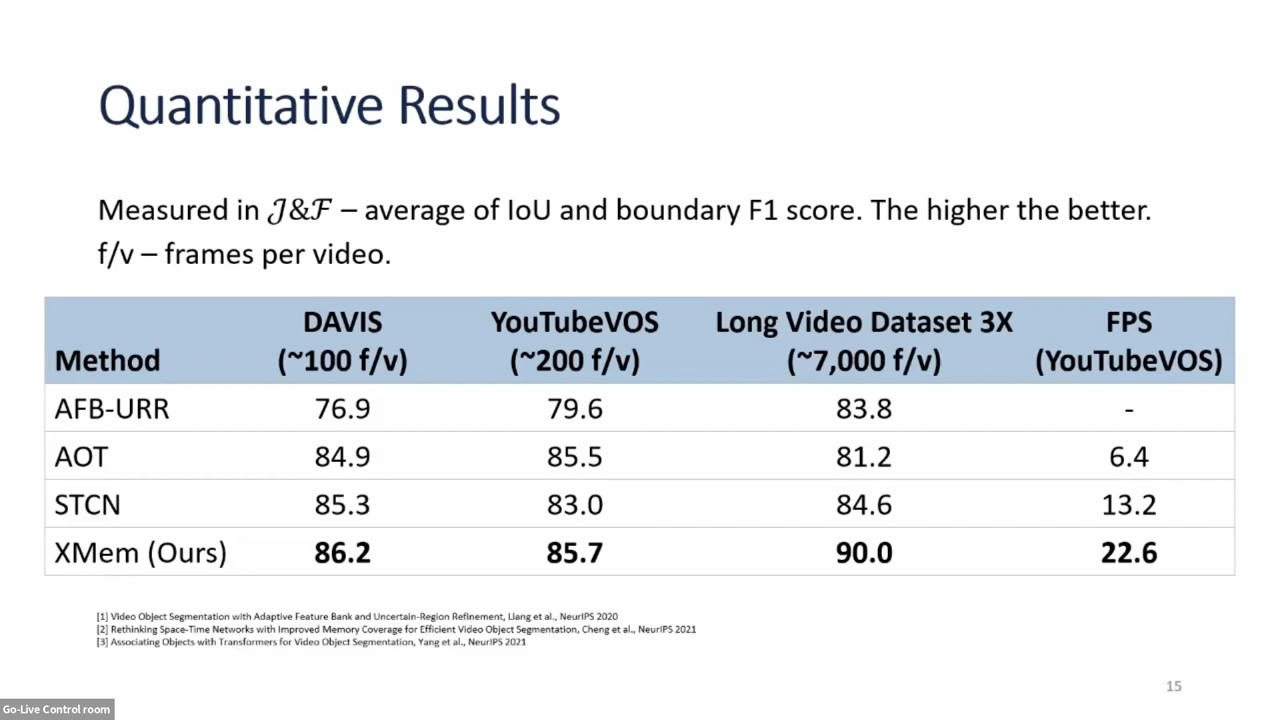 Quantitative Results
Measured in 𝒥&ℱ – average of IoU and boundary F1 score. The higher the better.
f/v – frames per video.
Method DAVIS (~100 f/v) YouTubeVOS (~200 f/v) Long Video Dataset 3X (~7,000 f/v) FPS (YouTubeVOS)
AFB-URR 76.9 79.6 83.8 -
AOT 84.9 85.5 81.2 6.4
STCN 85.3 83.0 84.6 13.2
XMem (Ours) 86.2 85.7 90.0 22.6
[1] Video Object Segmentation with Adaptive Feature Bank and Uncertain-Region Refinement, Liang et al., NeurIPS 2020
[2] Rethinking Space-Time Networks with Improved Memory Coverage for Efficient Video Object Segmentation, Cheng et al., NeurIPS 2021
[3] Associating Objects with Transformers for Video Object Segmentation, Yang et al., NeurIPS 2021
15
Go-Live Control room